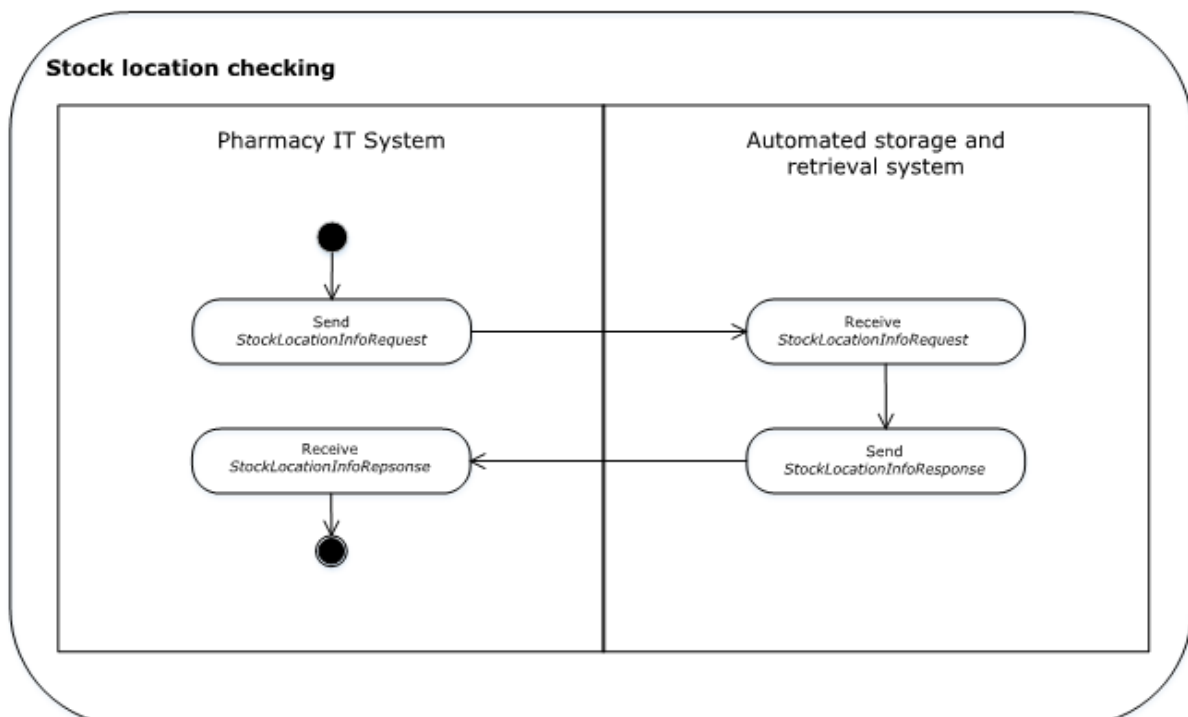 Stock location checking
Pharmacy IT System
Automated storage and
retrieval system
Send
StockLocationInfoRequest
Receive
StockLocationInfoRequest
Receive
StockLocationInfoRepsonse
Send
StockLocationInfoResponse